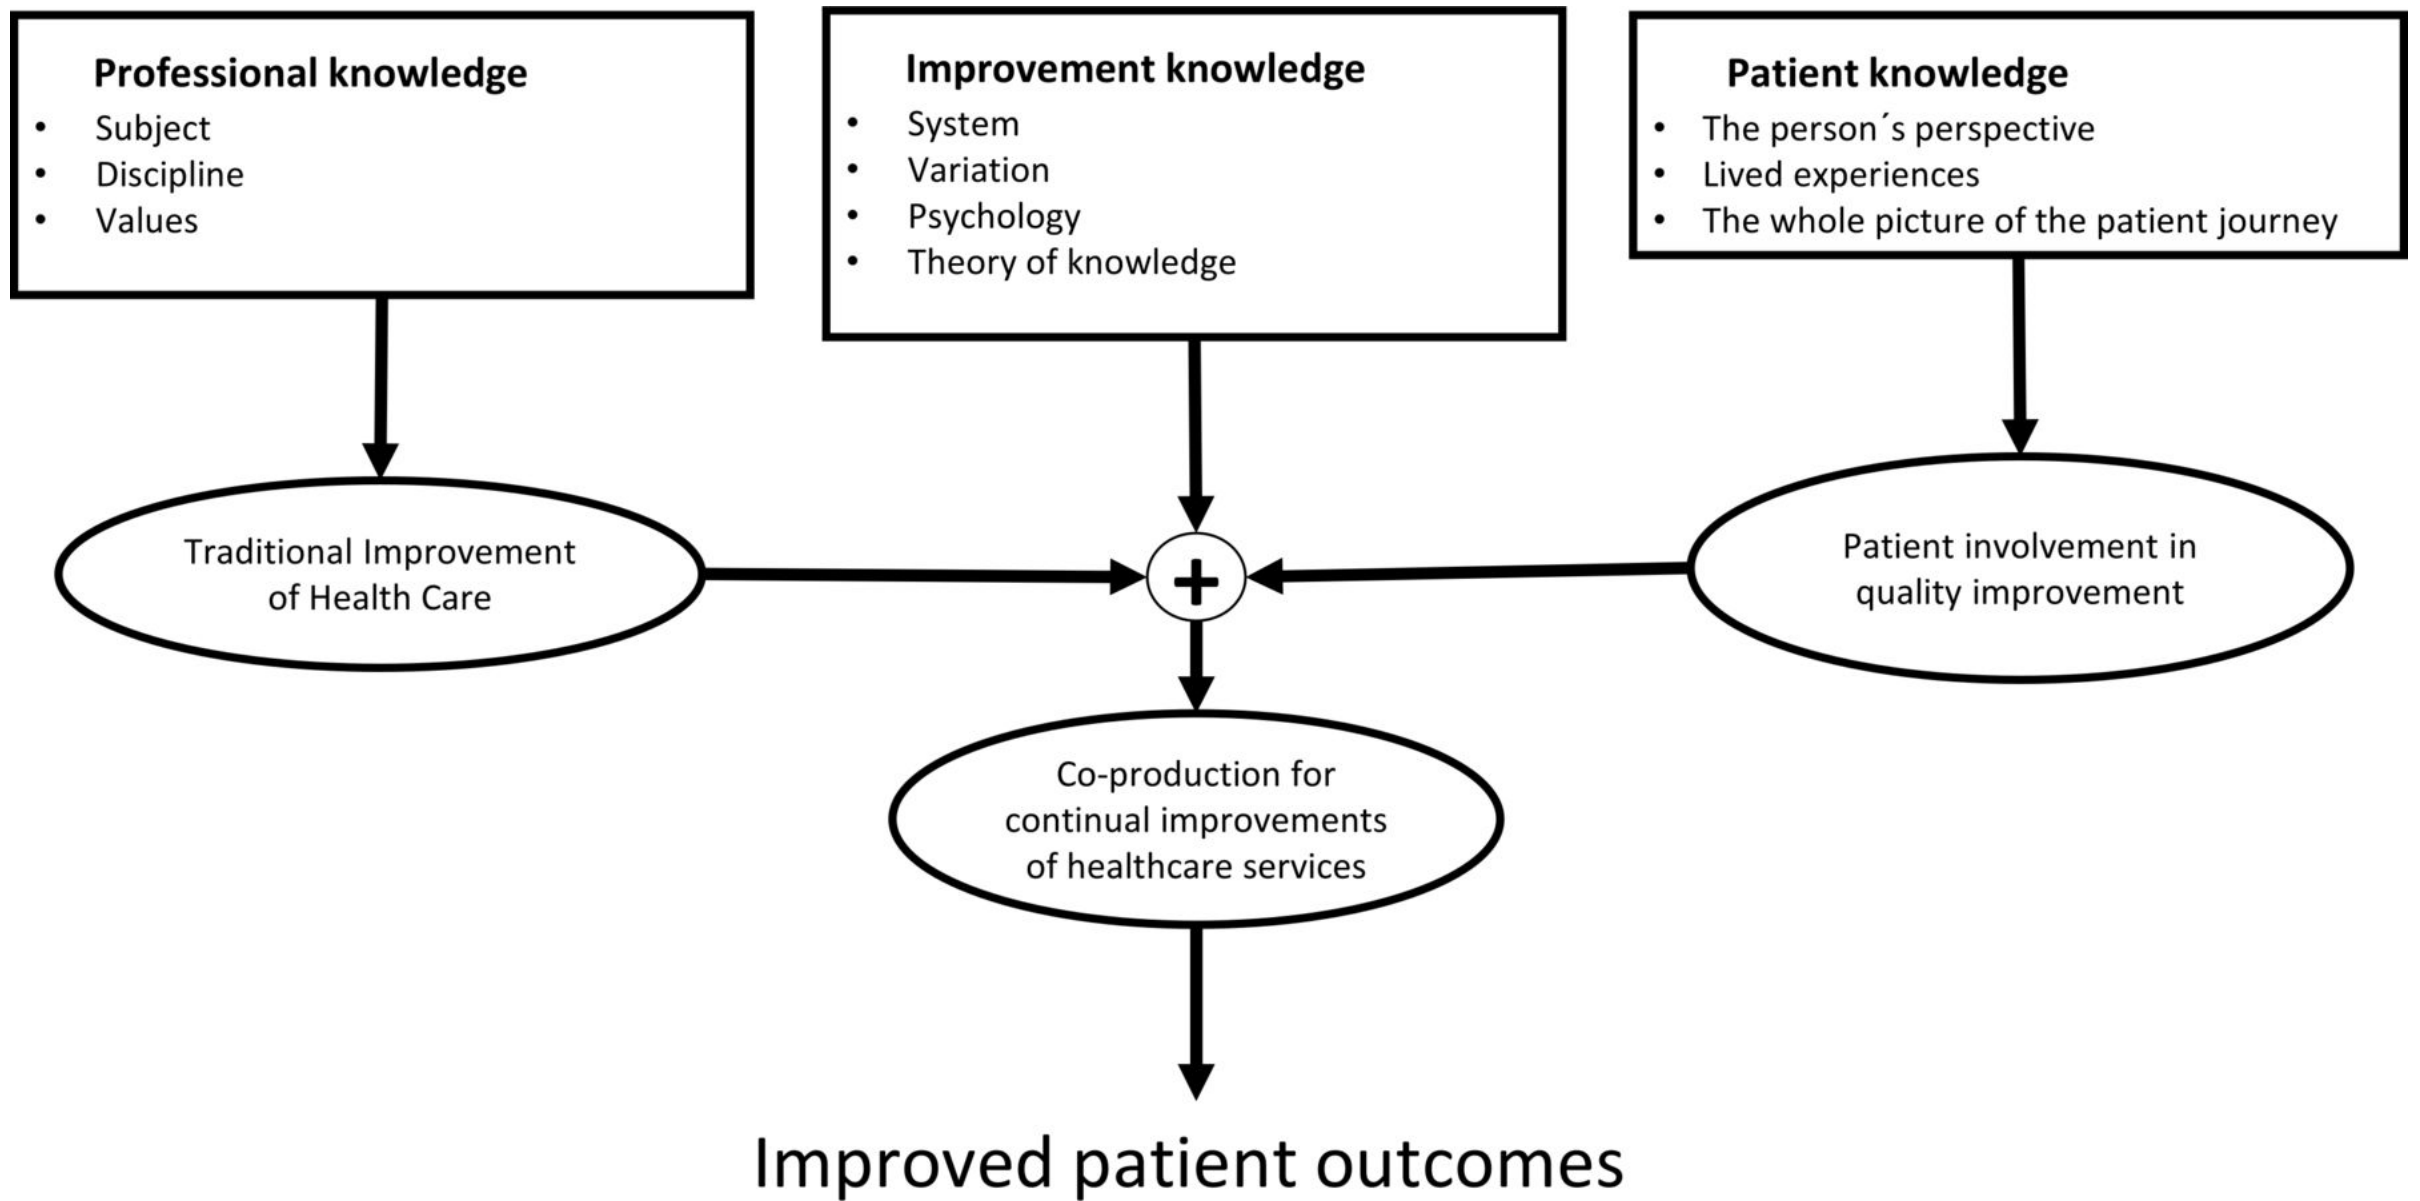 Professional knowledge
• Subject
• Discipline
• Values
Improvement knowledge
• System
• Variation
• Psychology
• Theory of knowledge
Patient knowledge
• The person´s perspective
• Lived experiences
• The whole picture of the patient journey
Traditional Improvement
of Health Care
+
Patient involvement in
quality improvement
Co-production for
continual improvements
of healthcare services
Improved patient outcomes